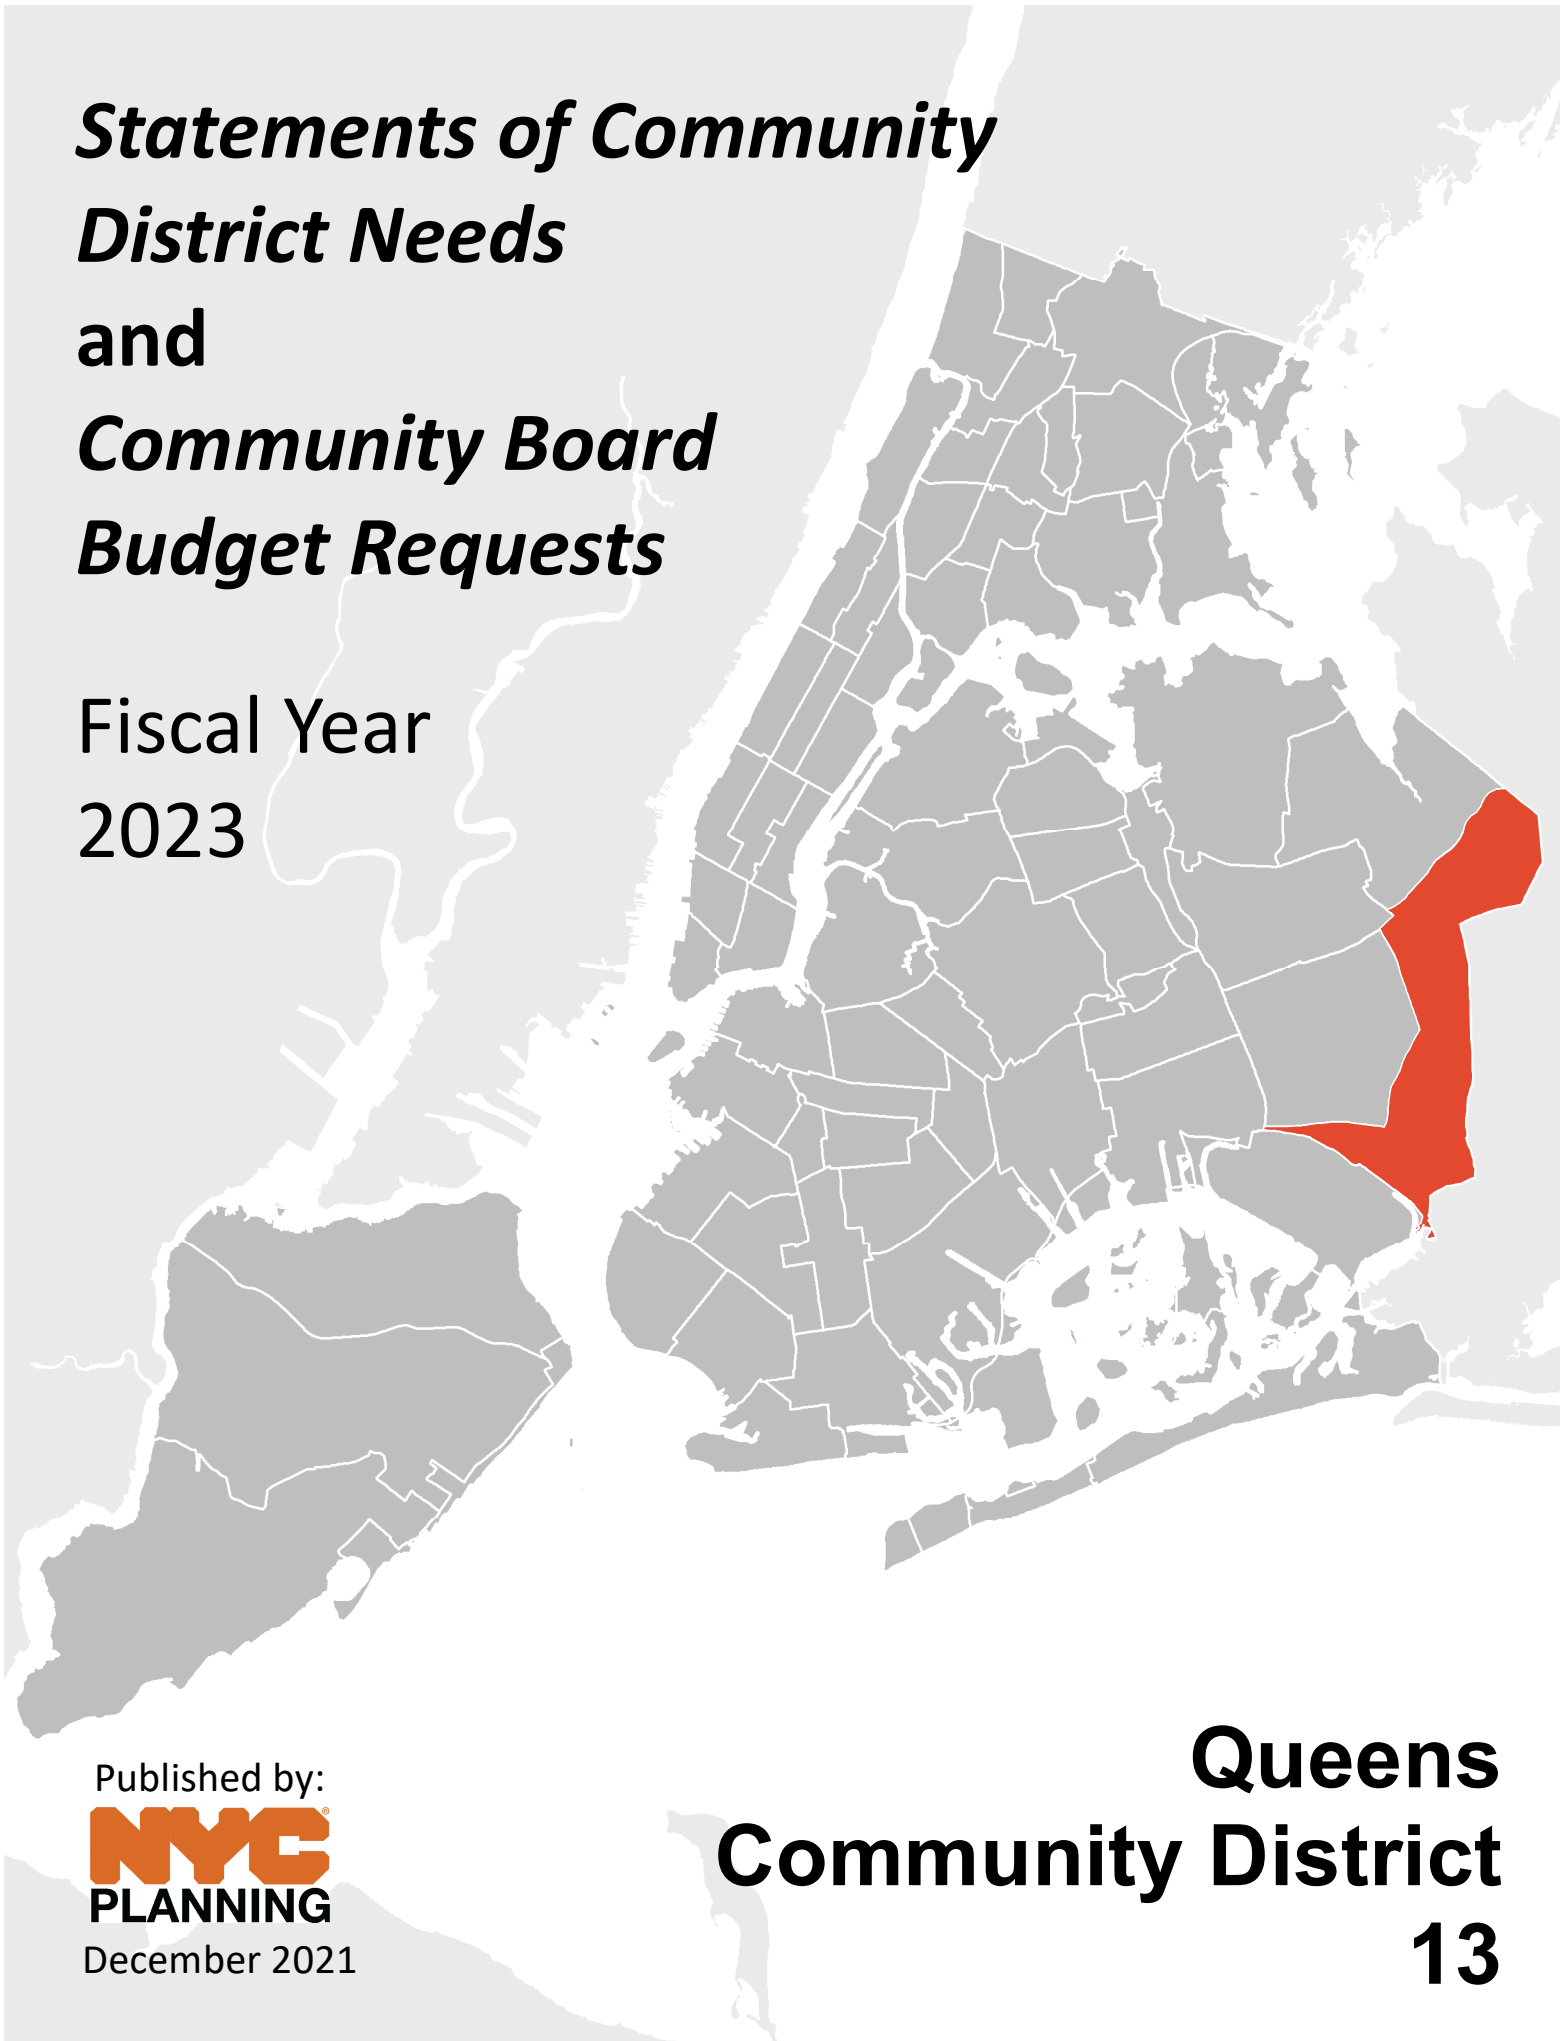 Statements of Community
District Needs
and
Community Board
Budget Requests
Fiscal Year
2023
Published by:
NYC®
PLANNING
December 2021
Queens
Community District
13